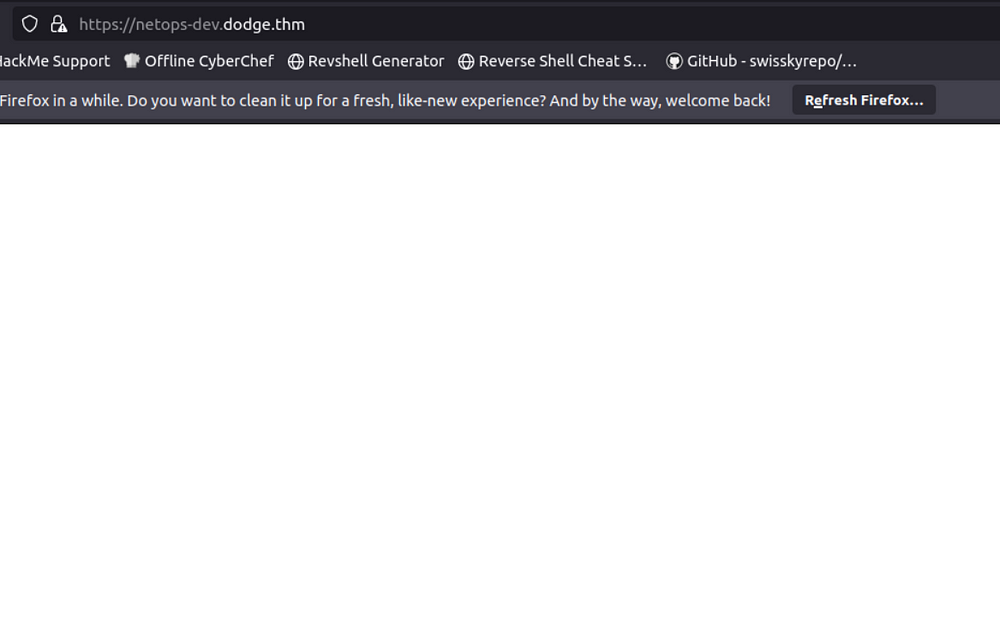 https://netops-dev.dodge.thm
HackMe Support Offline CyberChef Revshell Generator Reverse Shell Cheat S… GitHub - swisskyrepo/…
Firefox in a while. Do you want to clean it up for a fresh, like-new experience? And by the way, welcome back! Refresh Firefox…